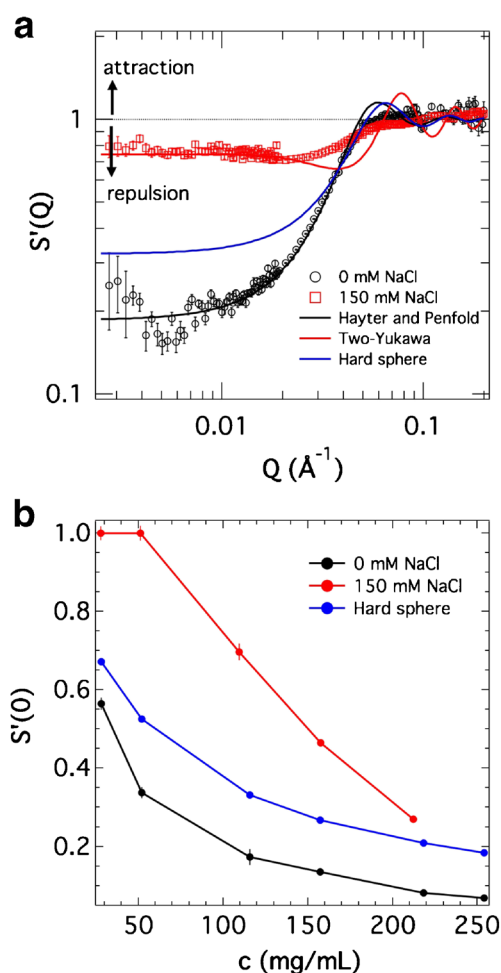 a
attraction
repulsion
1
0.1
S'(Q)
0 mM NaCl
150 mM NaCl
Hayter and Penfold
Two-Yukawa
Hard sphere
0.01
0.1
Q (Å⁻¹)
b
1.0
0.8
0.6
0.4
0.2
S'(0)
0 mM NaCl
150 mM NaCl
Hard sphere
50
100
150
200
250
c (mg/mL)